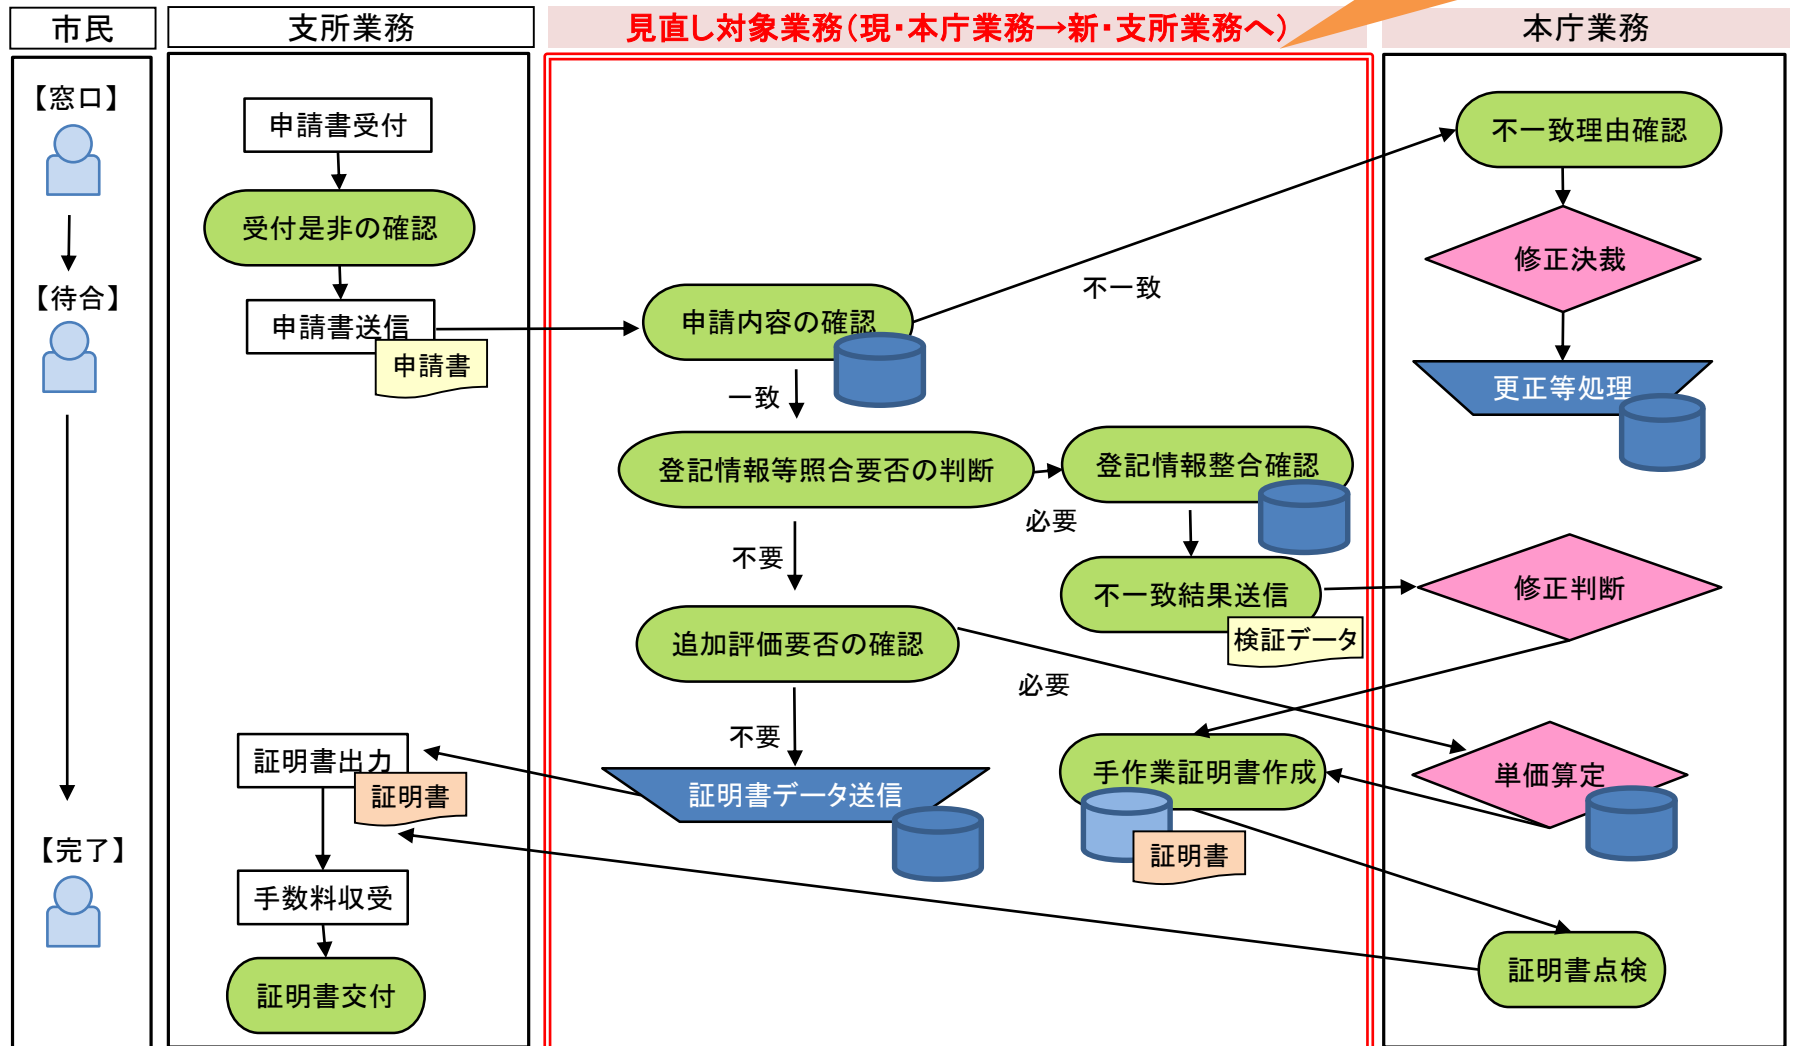 市民
支所業務
見直し対象業務（現・本庁業務→新・支所業務へ）
本庁業務
【窓口】
【待合】
【完了】
申請書受付
受付是非の確認
申請書送信
申請書
証明書出力
証明書
手数料収受
証明書交付
申請内容の確認
不一致
一致
登記情報等照合要否の判断
必要
登記情報整合確認
不要
不一致結果送信
検証データ
追加評価要否の確認
必要
不要
証明書データ送信
手作業証明書作成
証明書
不一致理由確認
修正決裁
更正等処理
修正判断
単価算定
証明書点検